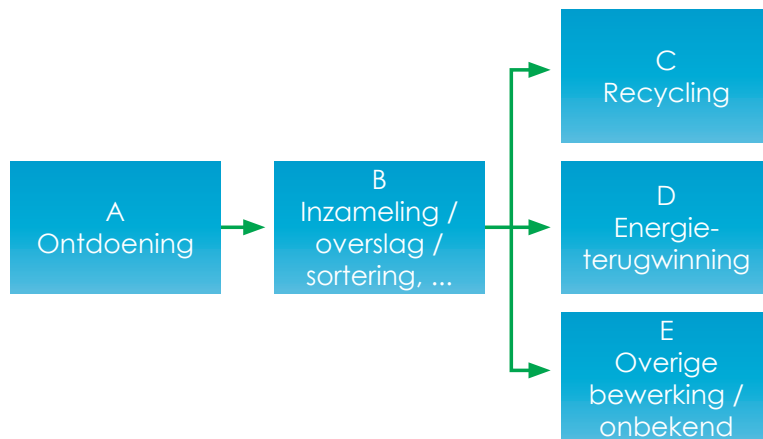 A
Ontdoening
B
Inzameling /
overslag /
sortering, ...
C
Recycling
D
Energie-
terugwinning
E
Overige
bewerking /
onbekend